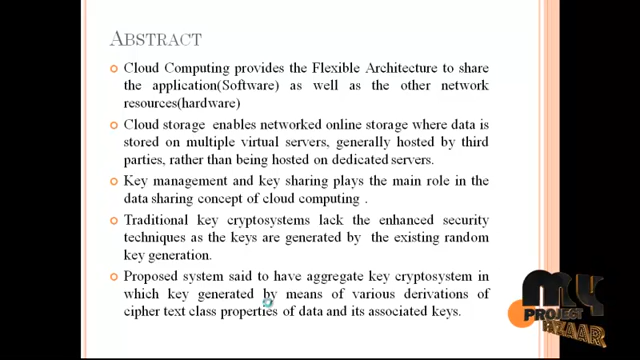 ABSTRACT
Cloud Computing provides the Flexible Architecture to share
the application(Software) as well as the other network
resources(hardware)
Cloud storage enables networked online storage where data is
stored on multiple virtual servers, generally hosted by third
parties, rather than being hosted on dedicated servers.
Key management and key sharing plays the main role in the
data sharing concept of cloud computing .
Traditional key cryptosystems lack the enhanced security
techniques as the keys are generated by the existing random
key generation.
Proposed system said to have aggregate key cryptosystem in
which key generated by means of various derivations of
cipher text class properties of data and its associated keys.
my
PROJECT
BAZAAR